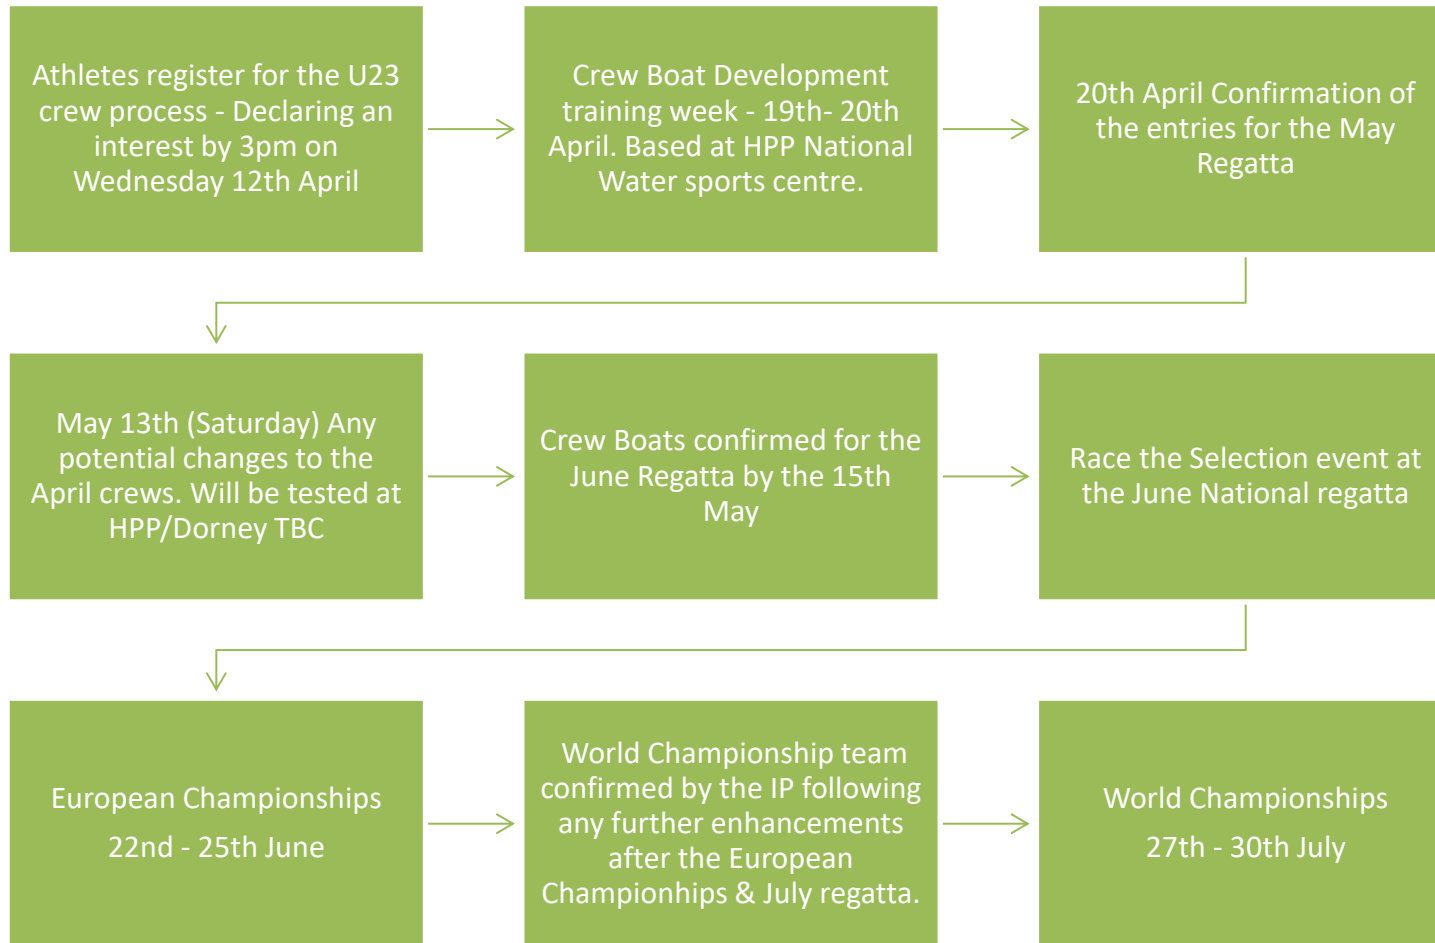 Athletes register for the U23
crew process - Declaring an
interest by 3pm on
Wednesday 12th April
Crew Boat Development
training week - 19th- 20th
April. Based at HPP National
Water sports centre.
20th April Confirmation of
the entries for the May
Regatta
May 13th (Saturday) Any
potential changes to the
April crews. Will be tested at
HPP/Dorney TBC
Crew Boats confirmed for the
June Regatta by the 15th
May
Race the Selection event at
the June National regatta
European Championships
22nd - 25th June
World Championship team
confirmed by the IP following
any further enhancements
after the European
Championhips & July regatta.
World Championships
27th - 30th July